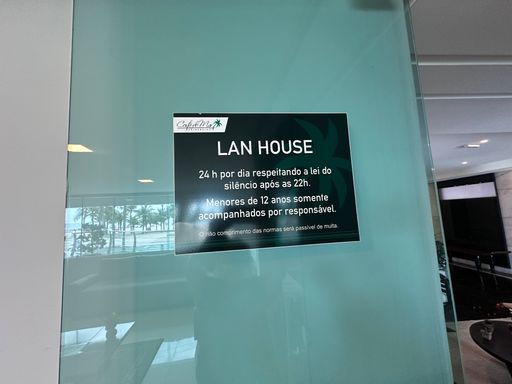 LAN HOUSE
24 h por dia respeitando a lei do
silêncio após as 22h.
Menores de 12 anos somente
acompanhados por responsável.
O não comprimento das normas será passível de multa.